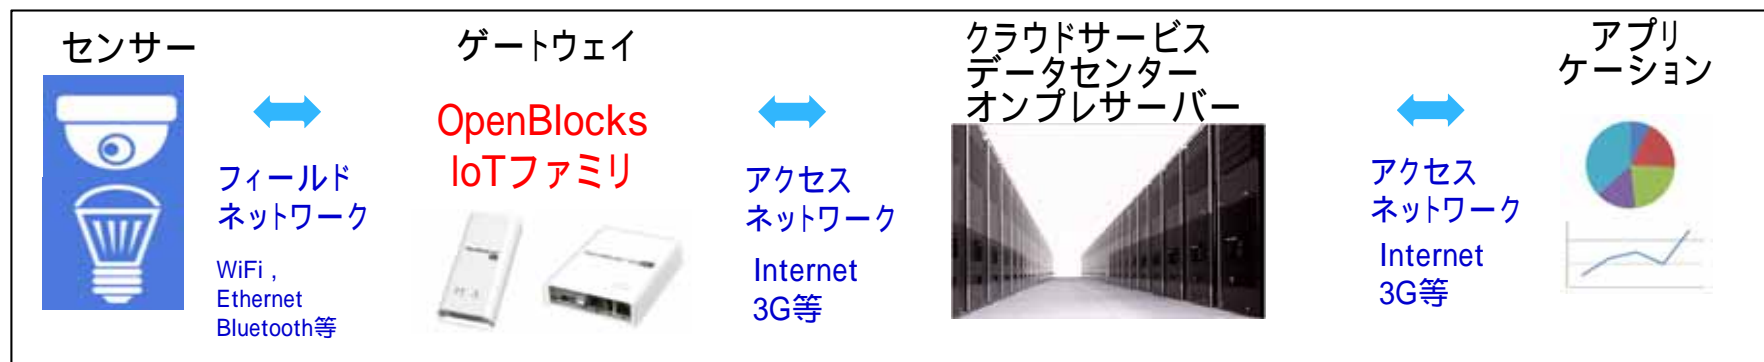 センサー
ゲートウェイ
クラウドサービス
データセンター
オンプレサーバー
アプリ
ケーション
OpenBlocks
IoTファミリ
フィールド
ネットワーク
WiFi ,
Ethernet
Bluetooth等
アクセス
ネットワーク
Internet
3G等
アクセス
ネットワーク
Internet
3G等